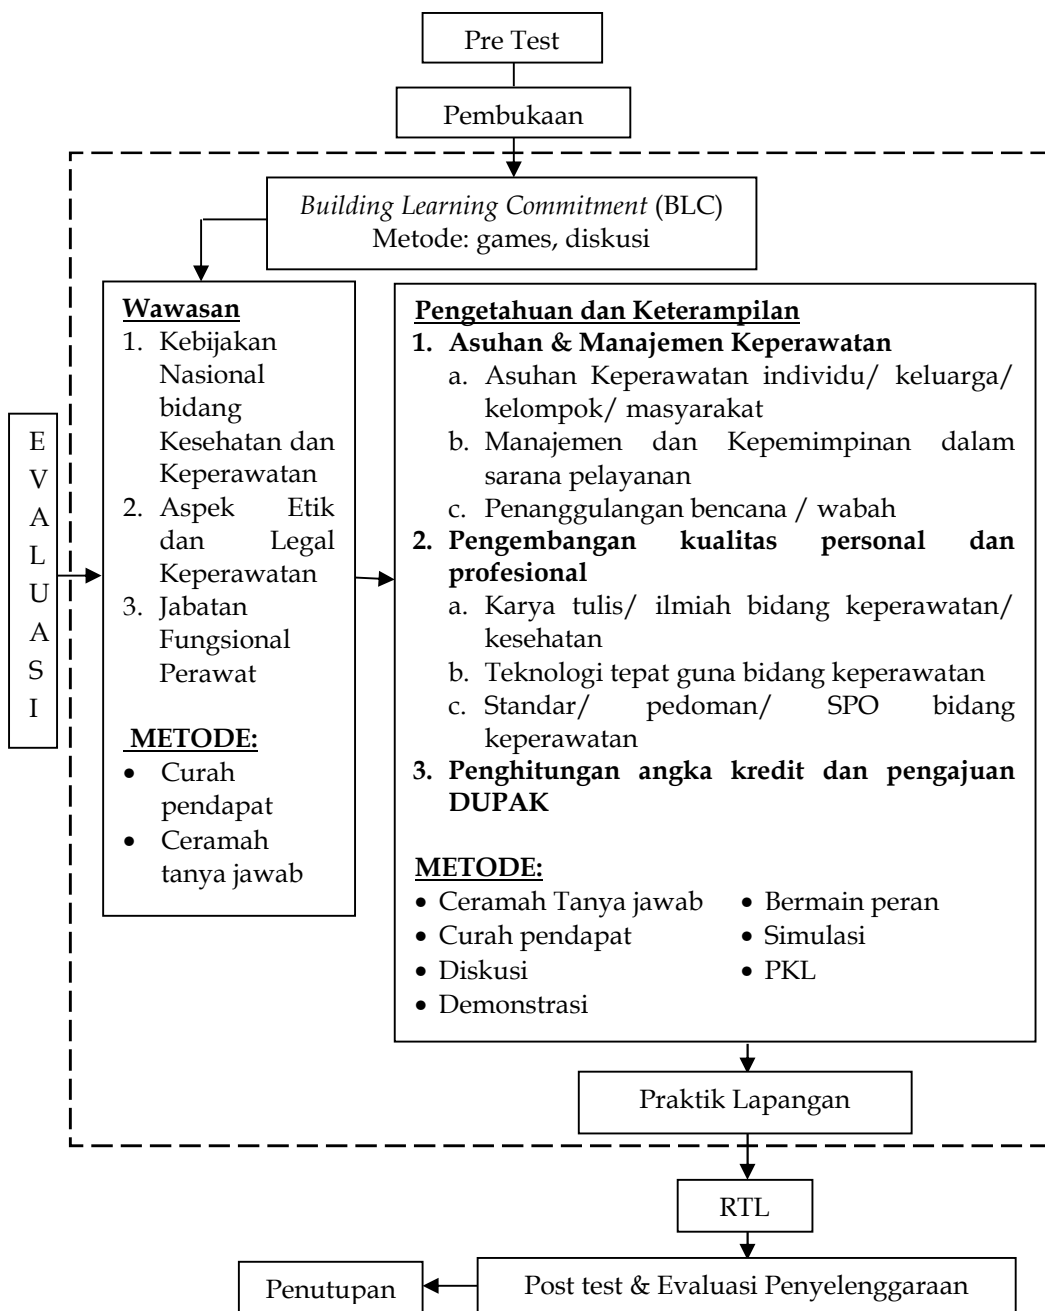 Pre Test
Pembukaan
Building Learning Commitment (BLC)
Metode: games, diskusi
E
V
A
L
U
A
S
I
Wawasan
1. Kebijakan
Nasional
bidang
Kesehatan dan
Keperawatan
2. Aspek Etik
dan Legal
Keperawatan
3. Jabatan
Fungsional
Perawat
METODE:
• Curah
pendapat
• Ceramah
tanya jawab
Pengetahuan dan Keterampilan
1. Asuhan & Manajemen Keperawatan
a. Asuhan Keperawatan individu/ keluarga/
kelompok/ masyarakat
b. Manajemen dan Kepemimpinan dalam
sarana pelayanan
c. Penanggulangan bencana / wabah
2. Pengembangan kualitas personal dan
profesional
a. Karya tulis/ ilmiah bidang keperawatan/
kesehatan
b. Teknologi tepat guna bidang keperawatan
c. Standar/ pedoman/ SPO bidang
keperawatan
3. Penghitungan angka kredit dan pengajuan
DUPAK
METODE:
• Ceramah Tanya jawab • Bermain peran
• Curah pendapat • Simulasi
• Diskusi • PKL
• Demonstrasi
Praktik Lapangan
RTL
Post test & Evaluasi Penyelenggaraan
Penutupan